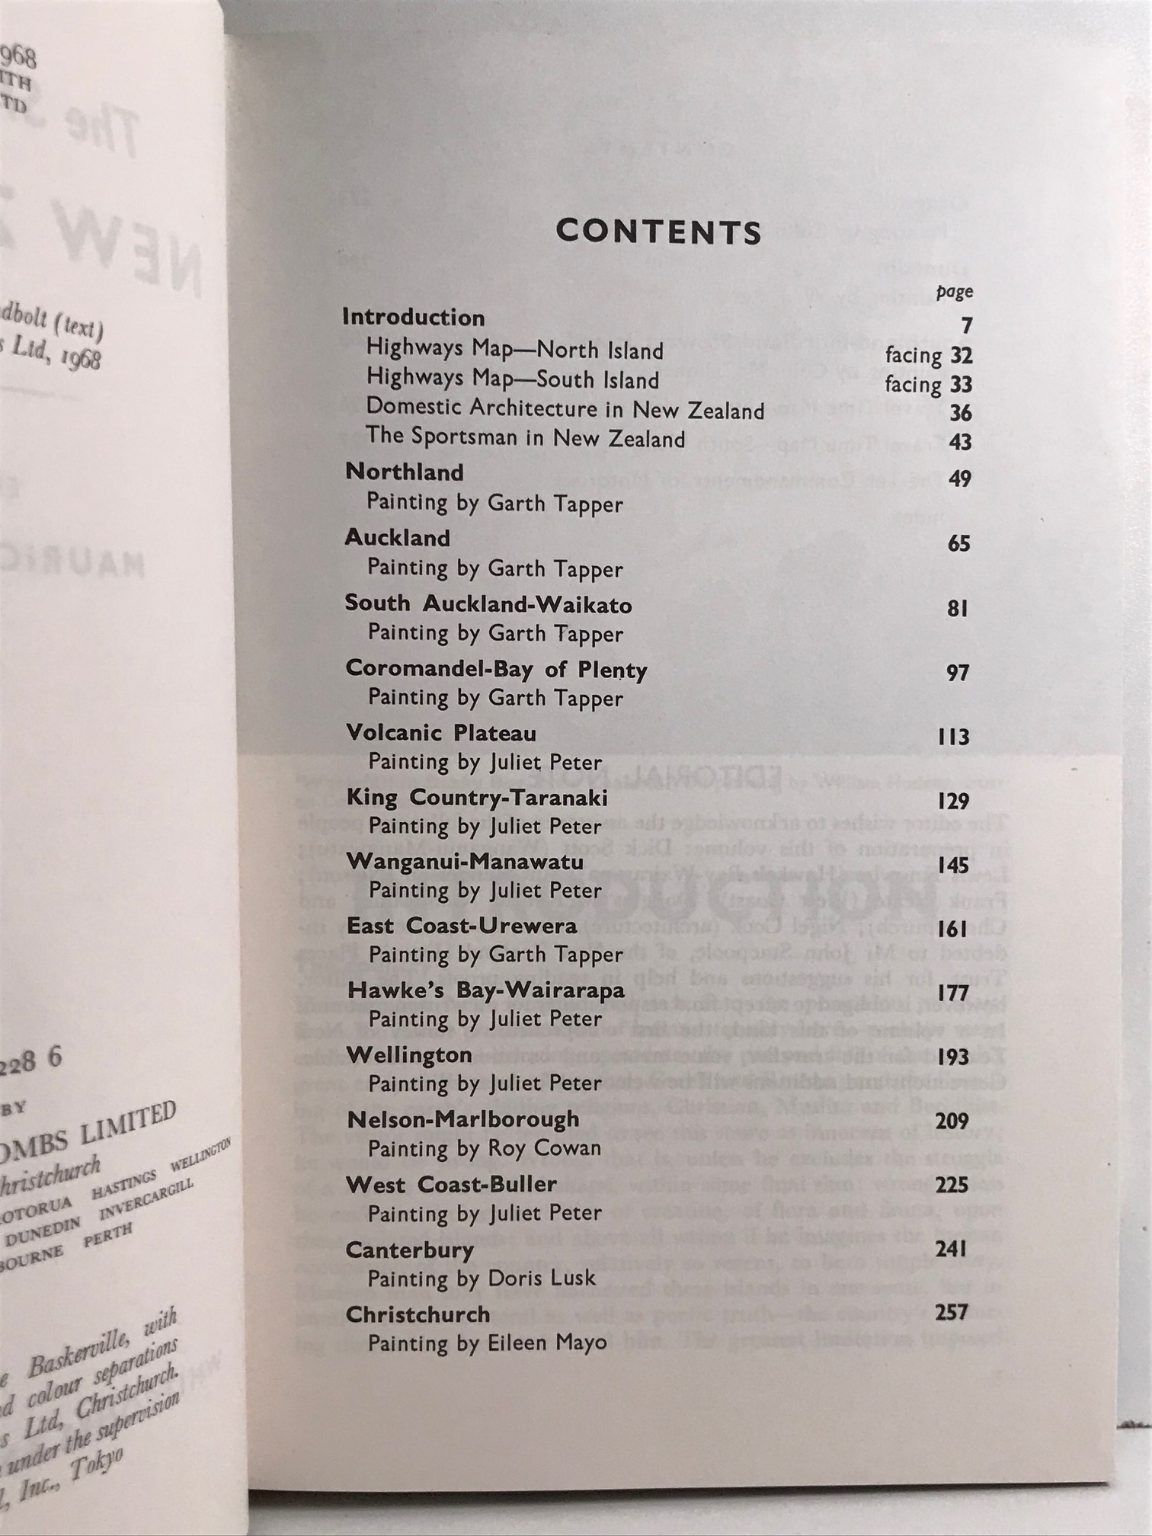 968
ITH
TD
dbolt (text)
s Ltd, 1968
228 6
BY
OMBS LIMITED
hristchurch
OTORUA HASTINGS WELLINGTON
DUNEDIN INVERCARGILL
BOURNE PERTH
e Baskerville, with
d colour separations
s Ltd, Christchurch.
under the supervision
l, Inc., Tokyo
CONTENTS
page
Introduction 7
Highways Map—North Island facing 32
Highways Map—South Island facing 33
Domestic Architecture in New Zealand 36
The Sportsman in New Zealand 43
Northland 49
Painting by Garth Tapper
Auckland 65
Painting by Garth Tapper
South Auckland-Waikato 81
Painting by Garth Tapper
Coromandel-Bay of Plenty 97
Painting by Garth Tapper
Volcanic Plateau 113
Painting by Juliet Peter
King Country-Taranaki 129
Painting by Juliet Peter
Wanganui-Manawatu 145
Painting by Juliet Peter
East Coast-Urewera 161
Painting by Garth Tapper
Hawke's Bay-Wairarapa 177
Painting by Juliet Peter
Wellington 193
Painting by Juliet Peter
Nelson-Marlborough 209
Painting by Roy Cowan
West Coast-Buller 225
Painting by Juliet Peter
Canterbury 241
Painting by Doris Lusk
Christchurch 257
Painting by Eileen Mayo